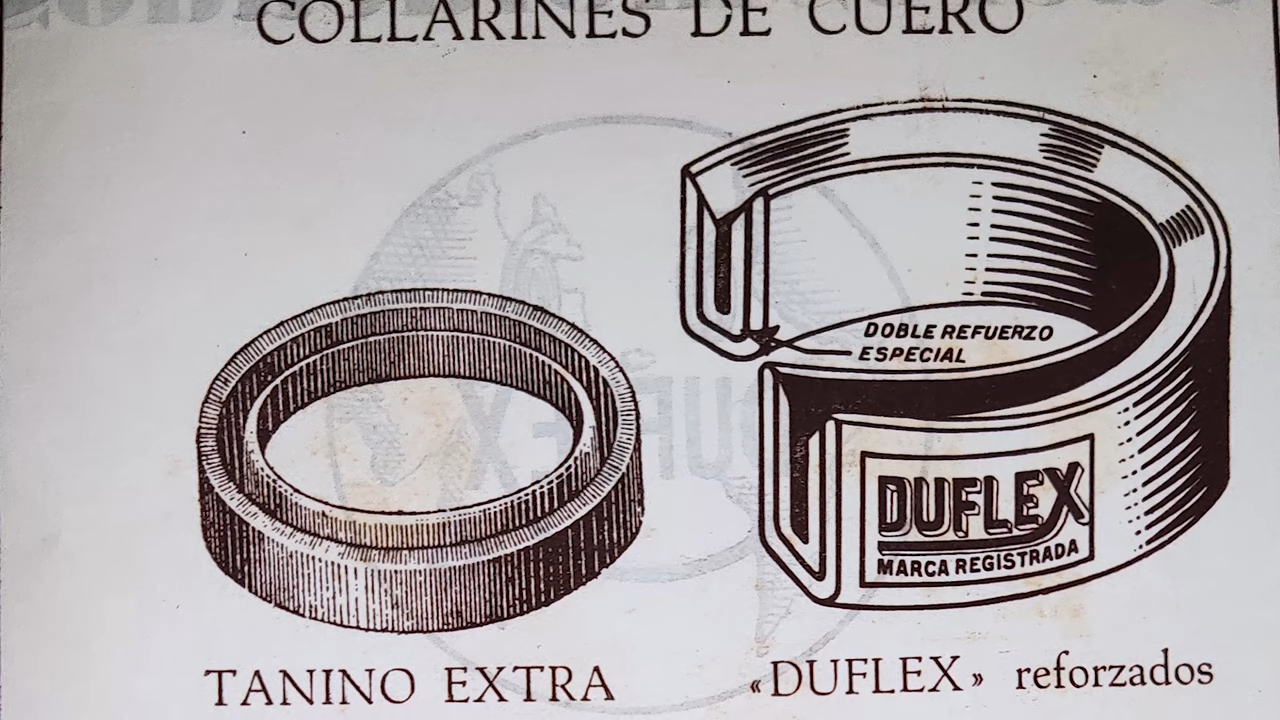 COLLARINES DE CUERO
DOBLE REFUERZO
ESPECIAL
DUFLEX
MARCA REGISTRADA
TANINO EXTRA
«DUFLEX» reforzados